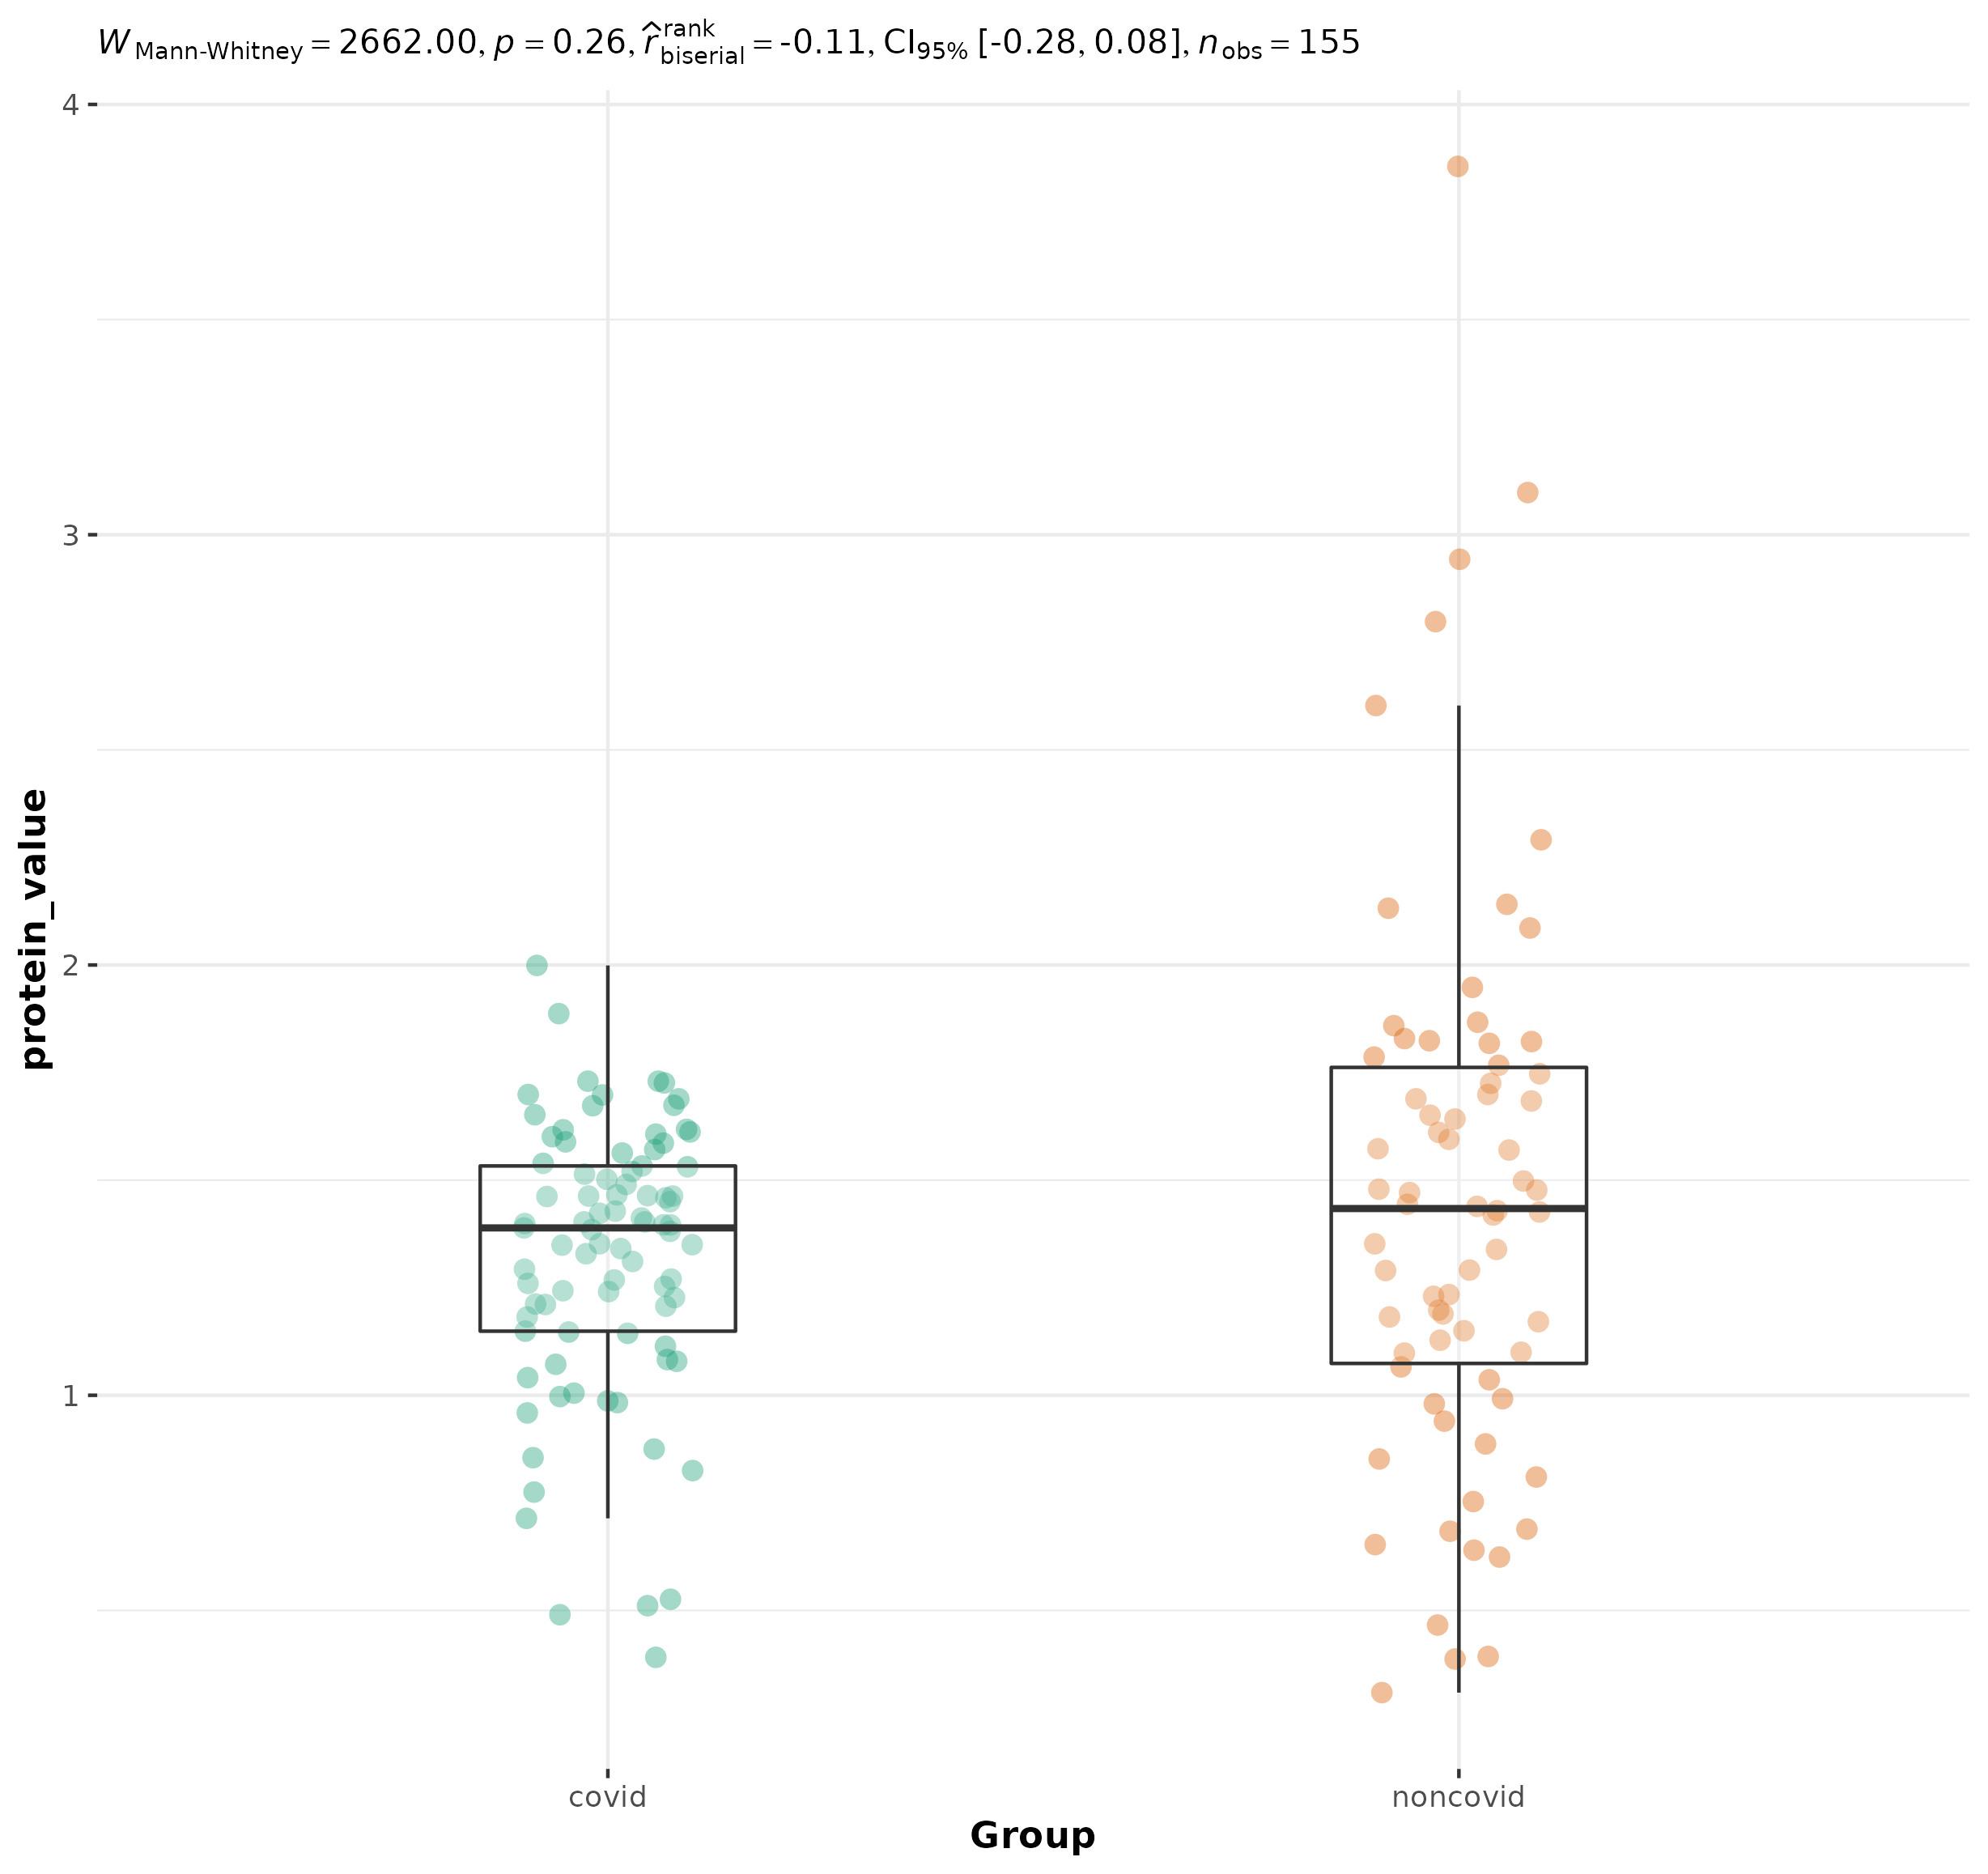 W Mann-Whitney = 2662.00, p = 0.26, r̂ rank biserial = -0.11, CI95% [-0.28, 0.08], nobs = 155
4
3
2
1
protein_value
covid noncovid
Group